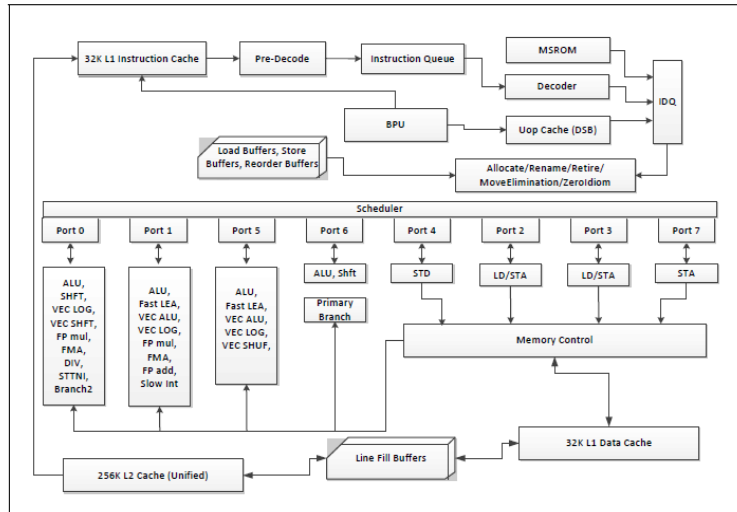 32K L1 Instruction Cache
Pre-Decode
Instruction Queue
MSROM
Decoder
IDQ
BPU
Uop Cache (DSB)
Load Buffers, Store
Buffers, Reorder Buffers
Allocate/Rename/Retire/
MoveElimination/ZeroIdiom
Scheduler
Port 0
Port 1
Port 5
Port 6
Port 4
Port 2
Port 3
Port 7
ALU,
SHFT,
VEC LOG,
VEC SHFT,
FP mul,
FMA,
DIV,
STTNI,
Branch2
ALU,
Fast LEA,
VEC ALU,
VEC LOG,
FP mul,
FMA,
FP add,
Slow Int
ALU,
Fast LEA,
VEC ALU,
VEC LOG,
VEC SHUF,
ALU, Shft
Primary
Branch
STD
LD/STA
LD/STA
STA
Memory Control
32K L1 Data Cache
Line Fill Buffers
256K L2 Cache (Unified)